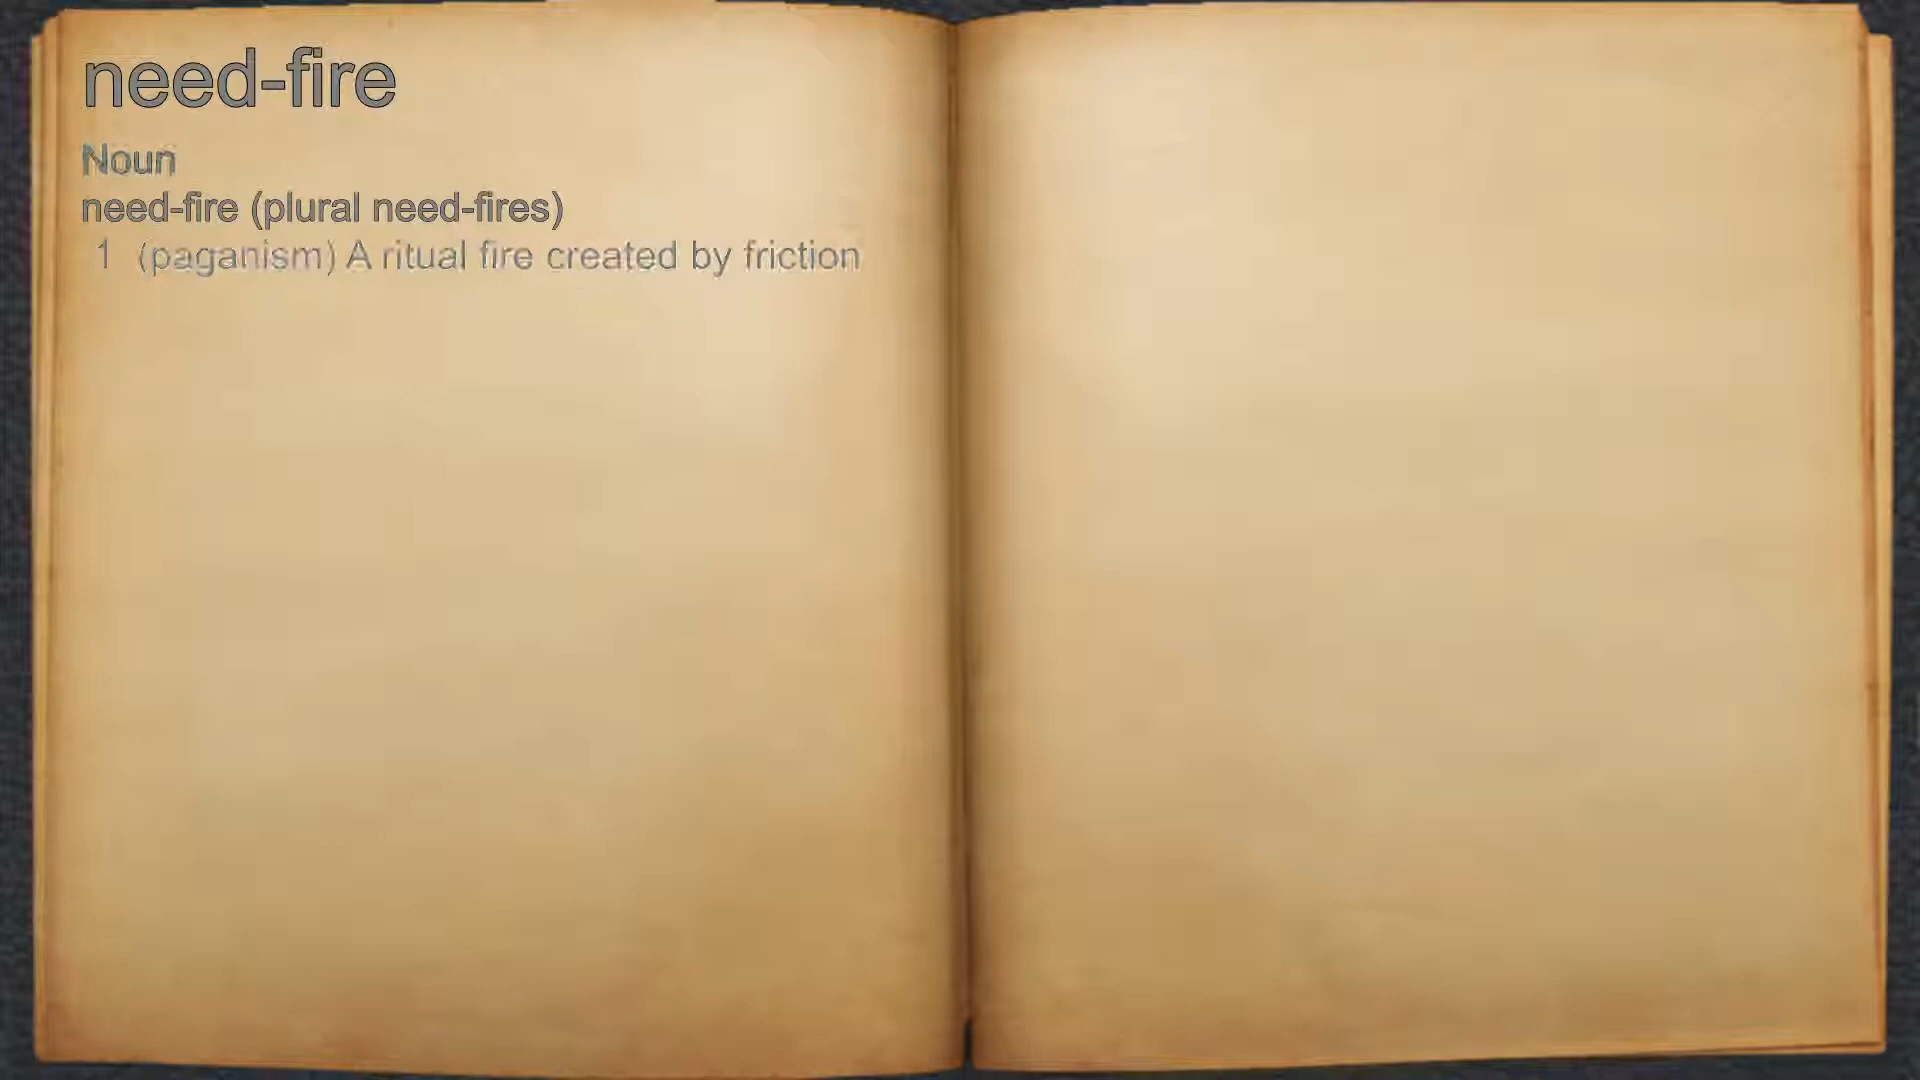 need-fire
Noun
need-fire (plural need-fires)
1 (paganism) A ritual fire created by friction